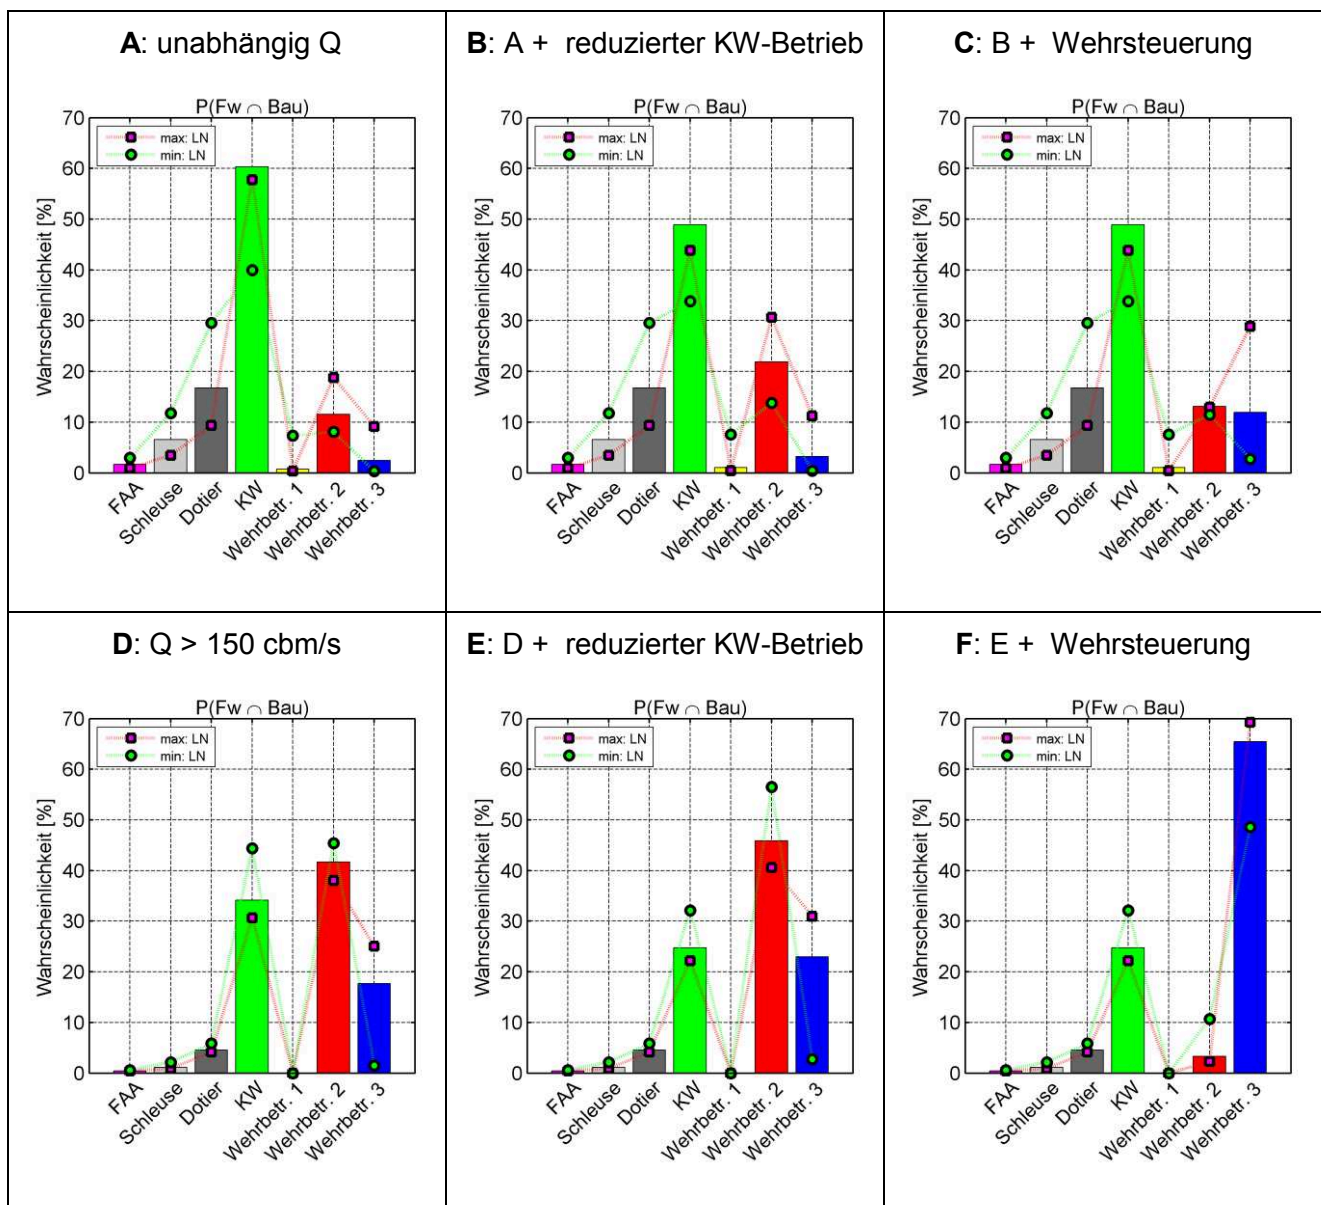 A: unabhängig Q
P(Fw ∩ Bau)
max: LN
min: LN
Wahrscheinlichkeit [%]
70
60
50
40
30
20
10
0
FAA
Schleuse
Dotier
KW
Wehrbetr. 1
Wehrbetr. 2
Wehrbetr. 3
B: A + reduzierter KW-Betrieb
P(Fw ∩ Bau)
max: LN
min: LN
Wahrscheinlichkeit [%]
70
60
50
40
30
20
10
0
FAA
Schleuse
Dotier
KW
Wehrbetr. 1
Wehrbetr. 2
Wehrbetr. 3
C: B + Wehrsteuerung
P(Fw ∩ Bau)
max: LN
min: LN
Wahrscheinlichkeit [%]
70
60
50
40
30
20
10
0
FAA
Schleuse
Dotier
KW
Wehrbetr. 1
Wehrbetr. 2
Wehrbetr. 3
D: Q > 150 cbm/s
P(Fw ∩ Bau)
max: LN
min: LN
Wahrscheinlichkeit [%]
70
60
50
40
30
20
10
0
FAA
Schleuse
Dotier
KW
Wehrbetr. 1
Wehrbetr. 2
Wehrbetr. 3
E: D + reduzierter KW-Betrieb
P(Fw ∩ Bau)
max: LN
min: LN
Wahrscheinlichkeit [%]
70
60
50
40
30
20
10
0
FAA
Schleuse
Dotier
KW
Wehrbetr. 1
Wehrbetr. 2
Wehrbetr. 3
F: E + Wehrsteuerung
P(Fw ∩ Bau)
max: LN
min: LN
Wahrscheinlichkeit [%]
70
60
50
40
30
20
10
0
FAA
Schleuse
Dotier
KW
Wehrbetr. 1
Wehrbetr. 2
Wehrbetr. 3